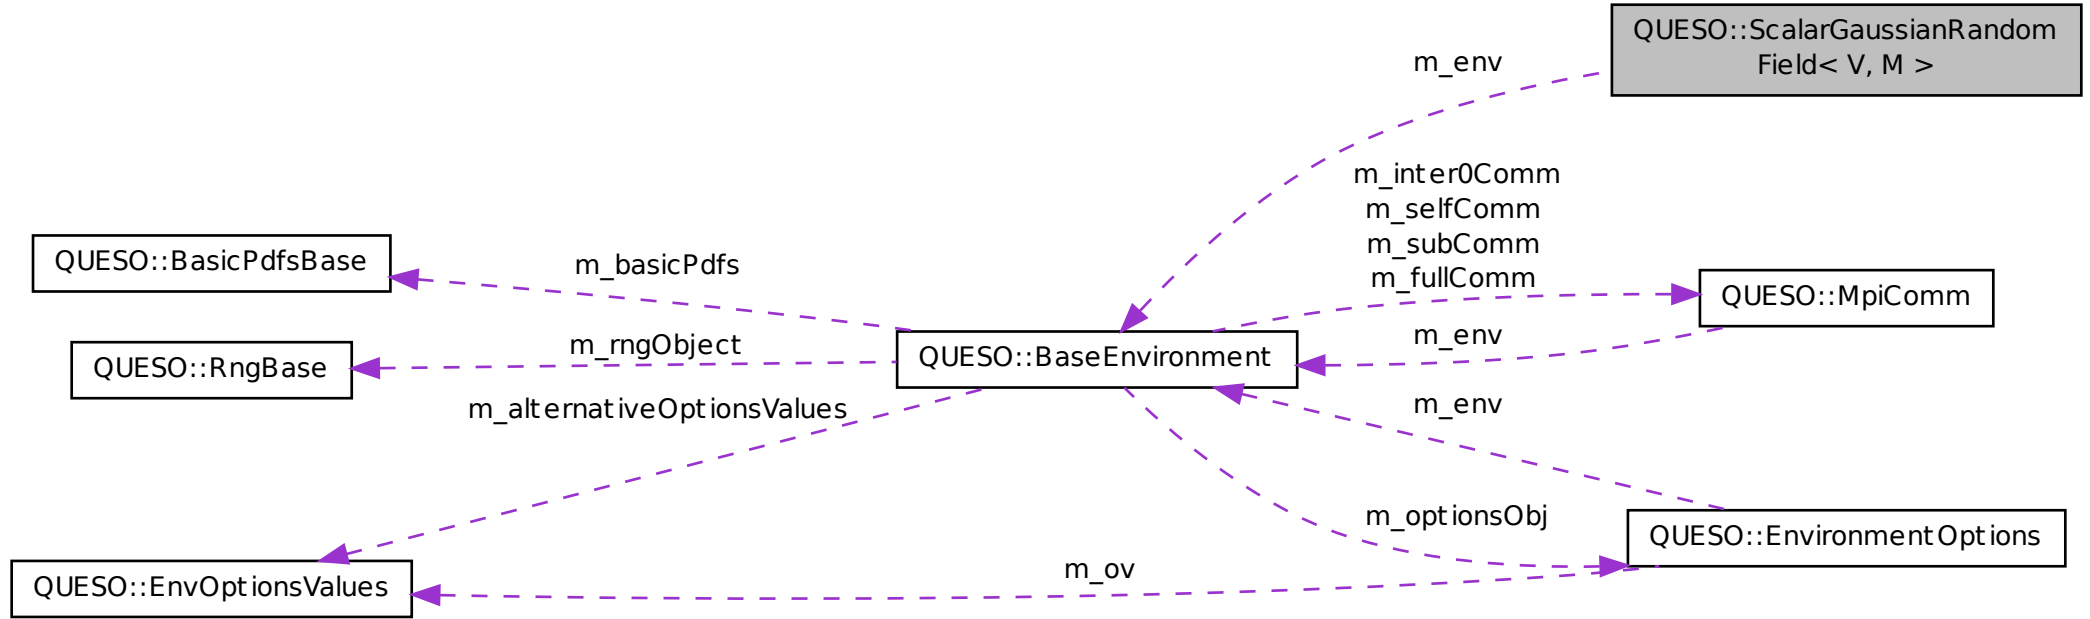 QUESO::ScalarGaussianRandom
Field< V, M >
m_env
m_inter0Comm
m_selfComm
m_subComm
m_fullComm
QUESO::BasicPdfsBase
m_basicPdfs
QUESO::MpiComm
m_env
m_rngObject
QUESO::RngBase
QUESO::BaseEnvironment
m_alternativeOptionsValues
m_env
m_optionsObj
QUESO::EnvironmentOptions
m_ov
QUESO::EnvOptionsValues